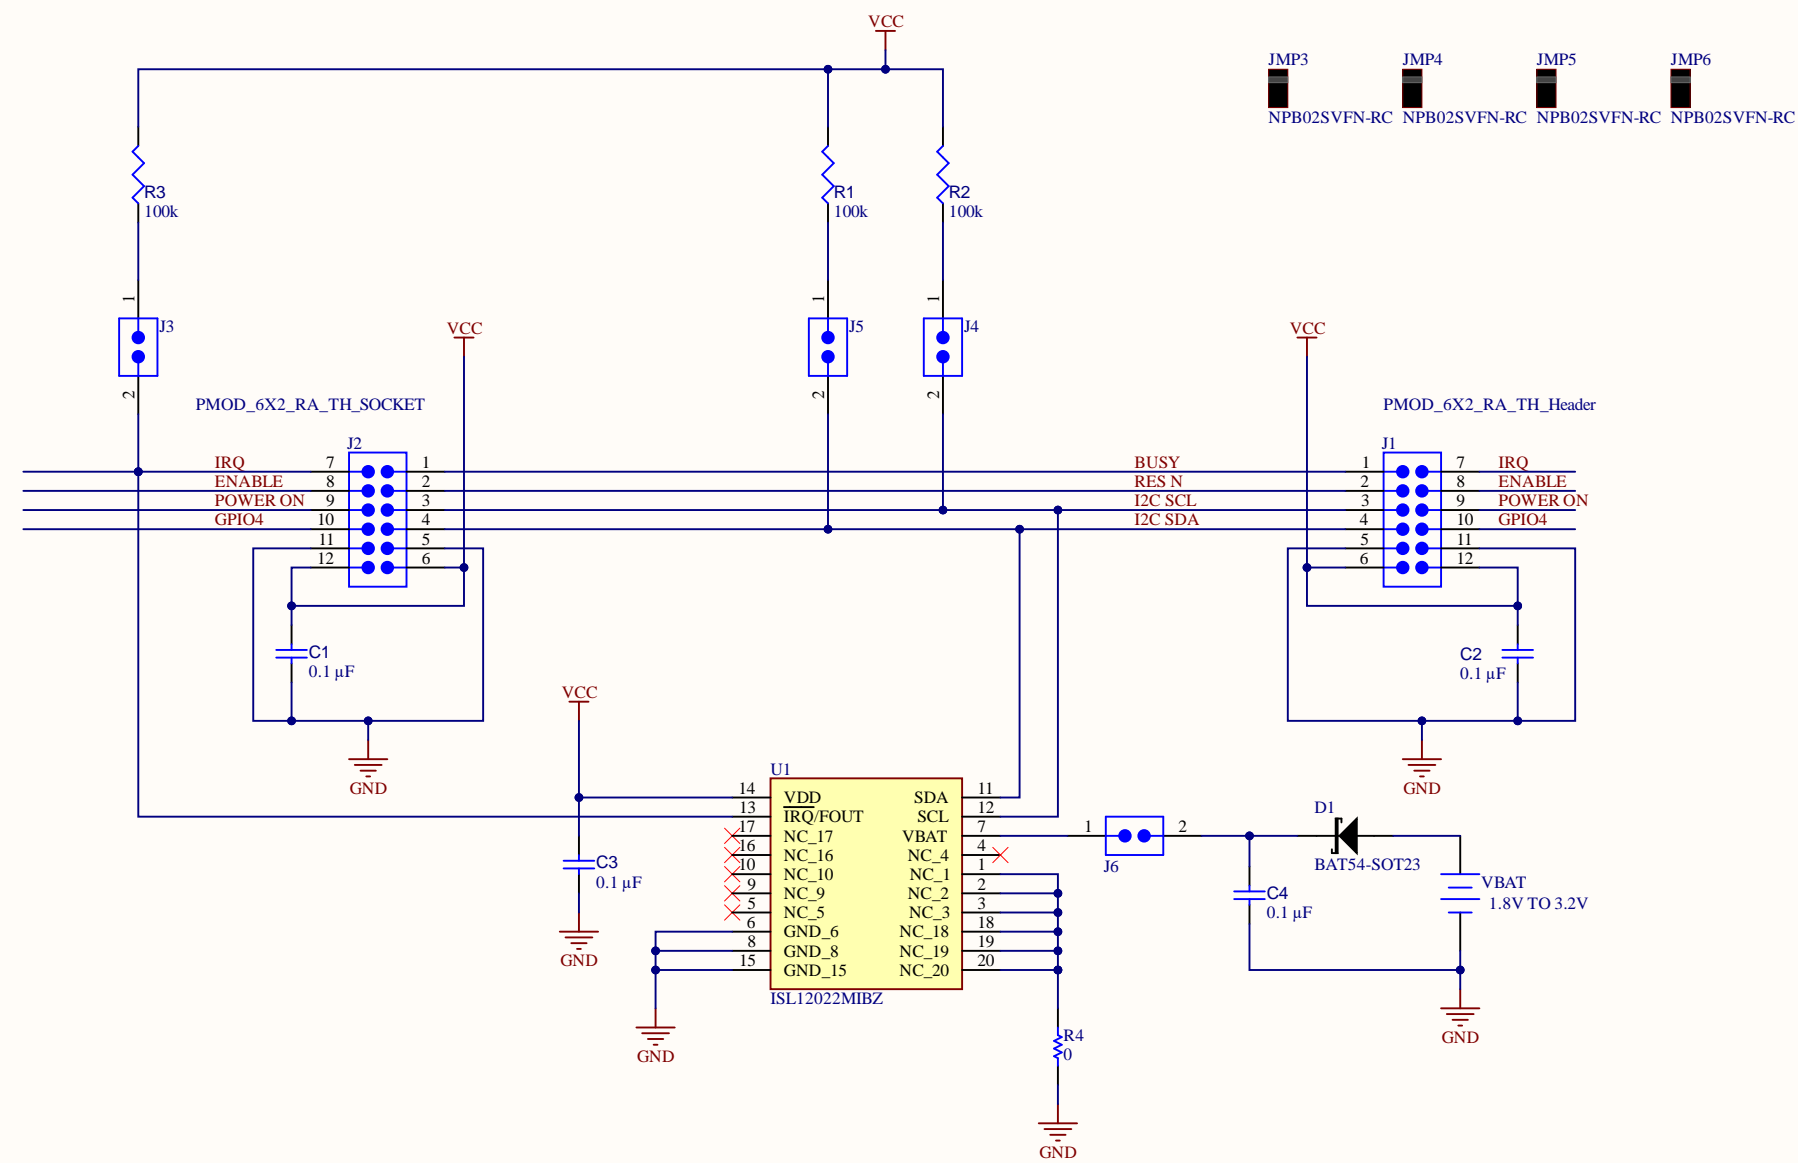 VCC
JMP3 JMP4 JMP5 JMP6
NPB02SVFN-RC NPB02SVFN-RC NPB02SVFN-RC NPB02SVFN-RC
R3 R1 R2
100k 100k 100k
1 1 1
J3 J5 J4
VCC VCC
2 2 2
PMOD_6X2_RA_TH_SOCKET PMOD_6X2_RA_TH_Header
J2 J1
IRQ 7 1 BUSY 1 7 IRQ
ENABLE 8 2 RES N 2 8 ENABLE
POWER ON 9 3 I2C SCL 3 9 POWER ON
GPIO4 10 4 I2C SDA 4 10 GPIO4
11 5 5 11
12 6 6 12
C1 C2
0.1 µF 0.1 µF
VCC
GND GND
U1
14 VDD SDA 11
13 IRQ/FOUT SCL 12
17 NC_17 VBAT 7
16 NC_16 NC_4 4
10 NC_10 NC_1 1
9 NC_9 NC_2 2
5 NC_5 NC_3 3
6 GND_6 NC_18 18
8 GND_8 NC_19 19
15 GND_15 NC_20 20
ISL12022MIBZ
C3
0.1 µF
GND
1 2
J6
D1
BAT54-SOT23
C4
0.1 µF
VBAT
1.8V TO 3.2V
GND
GND
R4
0
GND